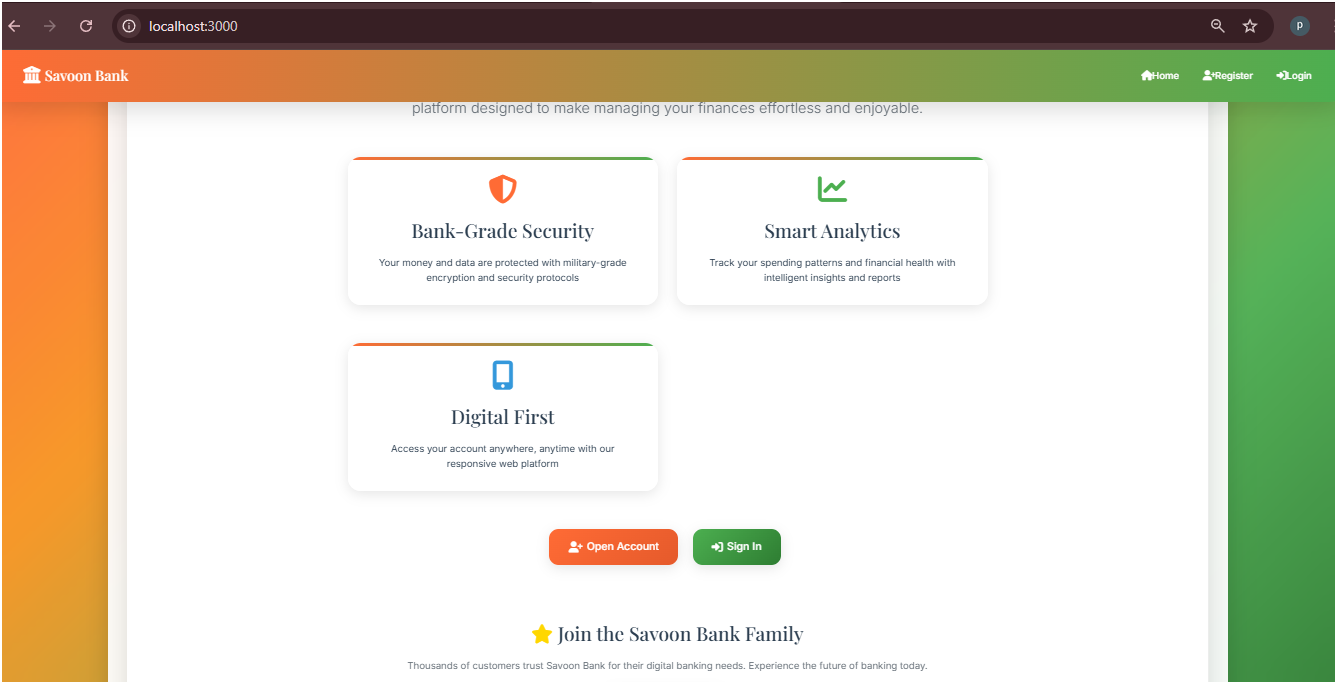 localhost:3000
P
Savoon Bank
Home Register Login
platform designed to make managing your finances effortless and enjoyable.
Bank-Grade Security
Your money and data are protected with military-grade
encryption and security protocols
Smart Analytics
Track your spending patterns and financial health with
intelligent insights and reports
Digital First
Access your account anywhere, anytime with our
responsive web platform
Open Account
Sign In
Join the Savoon Bank Family
Thousands of customers trust Savoon Bank for their digital banking needs. Experience the future of banking today.